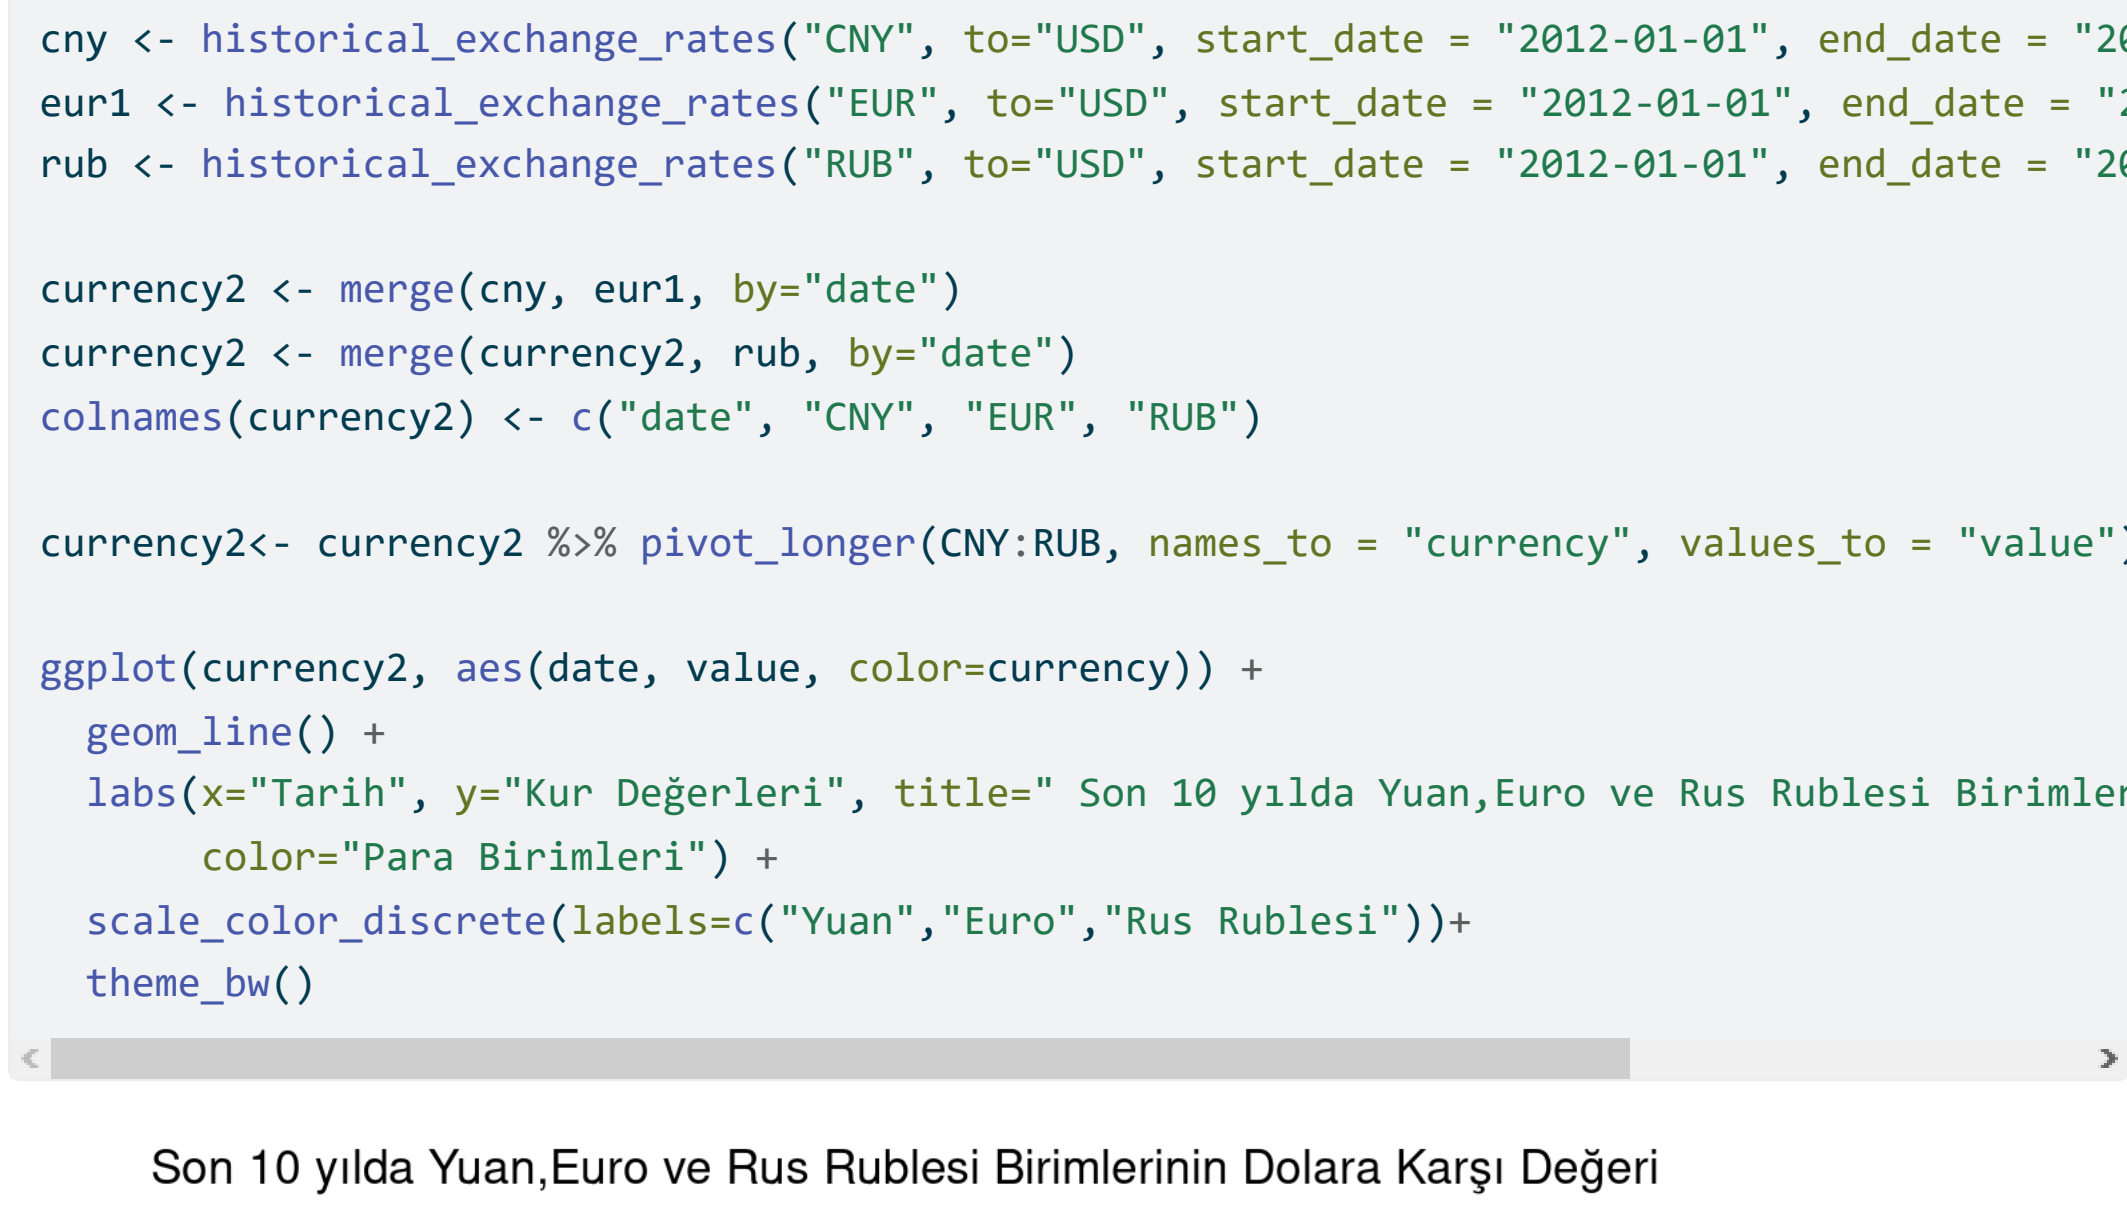 cny <- historical_exchange_rates("CNY", to="USD", start_date = "2012-01-01", end_date = "20
eur1 <- historical_exchange_rates("EUR", to="USD", start_date = "2012-01-01", end_date = "2
rub <- historical_exchange_rates("RUB", to="USD", start_date = "2012-01-01", end_date = "20
currency2 <- merge(cny, eur1, by="date")
currency2 <- merge(currency2, rub, by="date")
colnames(currency2) <- c("date", "CNY", "EUR", "RUB")
currency2<- currency2 %>% pivot_longer(CNY:RUB, names_to = "currency", values_to = "value")
ggplot(currency2, aes(date, value, color=currency)) +
  geom_line() +
  labs(x="Tarih", y="Kur Değerleri", title=" Son 10 yılda Yuan,Euro ve Rus Rublesi Birimler
       color="Para Birimleri") +
  scale_color_discrete(labels=c("Yuan","Euro","Rus Rublesi"))+
  theme_bw()
Son 10 yılda Yuan,Euro ve Rus Rublesi Birimlerinin Dolara Karşı Değeri